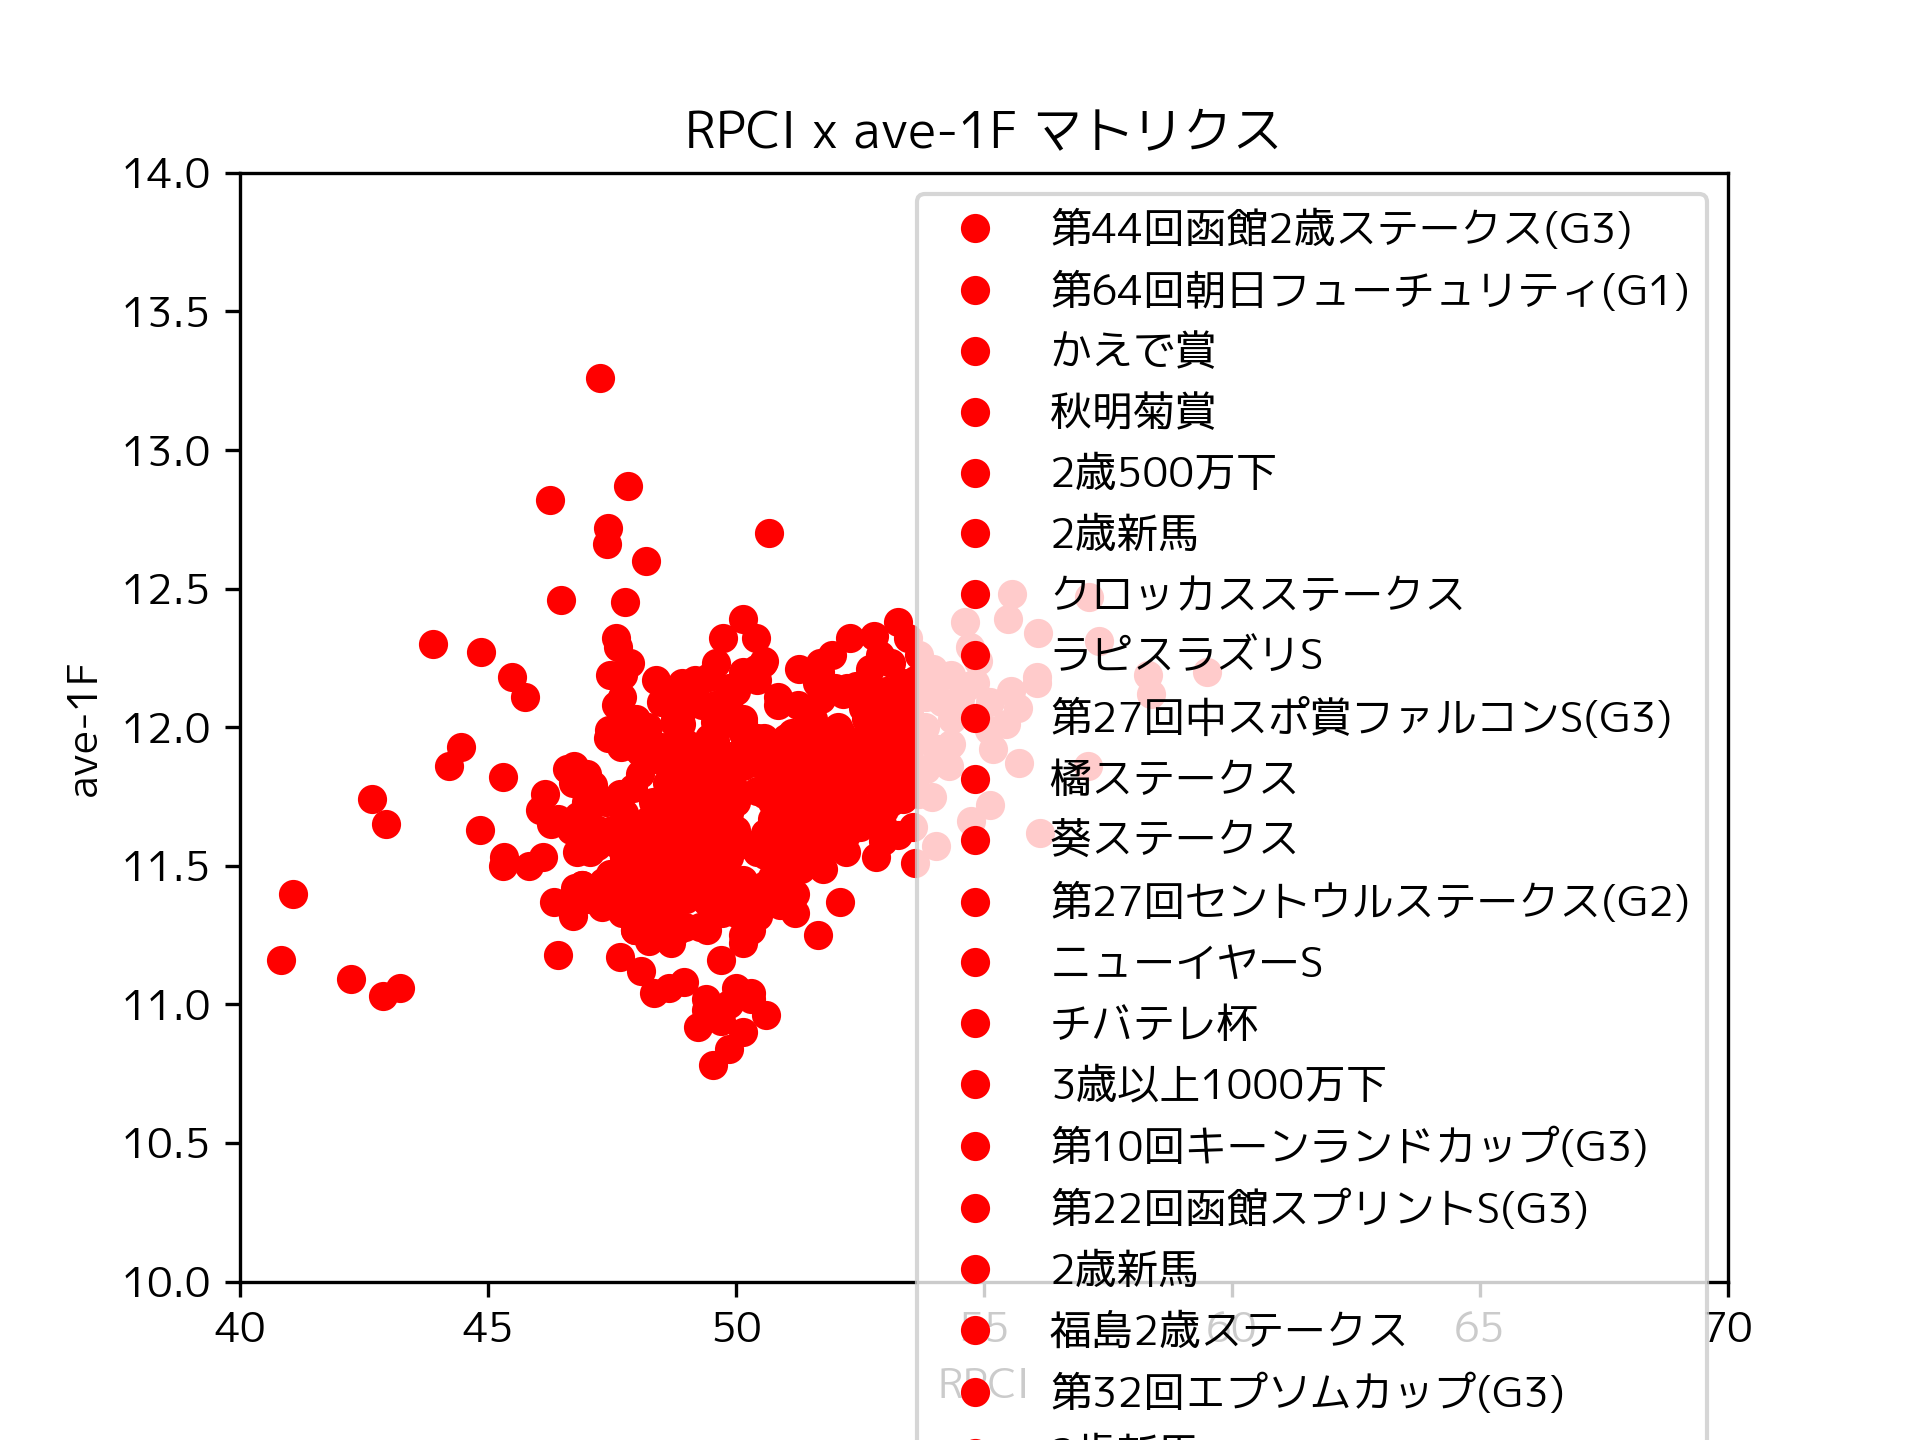 RPCI x ave-1F マトリクス
14.0
13.5
13.0
12.5
12.0
11.5
11.0
10.5
10.0
ave-1F
40
45
50
55
60
65
70
RPCI
第44回函館2歳ステークス(G3)
第64回朝日フューチュリティ(G1)
かえで賞
秋明菊賞
2歳500万下
2歳新馬
クロッカスステークス
ラピスラズリS
第27回中スポ賞ファルコンS(G3)
橘ステークス
葵ステークス
第27回セントウルステークス(G2)
ニューイヤーS
チバテレ杯
3歳以上1000万下
第10回キーンランドカップ(G3)
第22回函館スプリントS(G3)
2歳新馬
福島2歳ステークス
第32回エプソムカップ(G3)